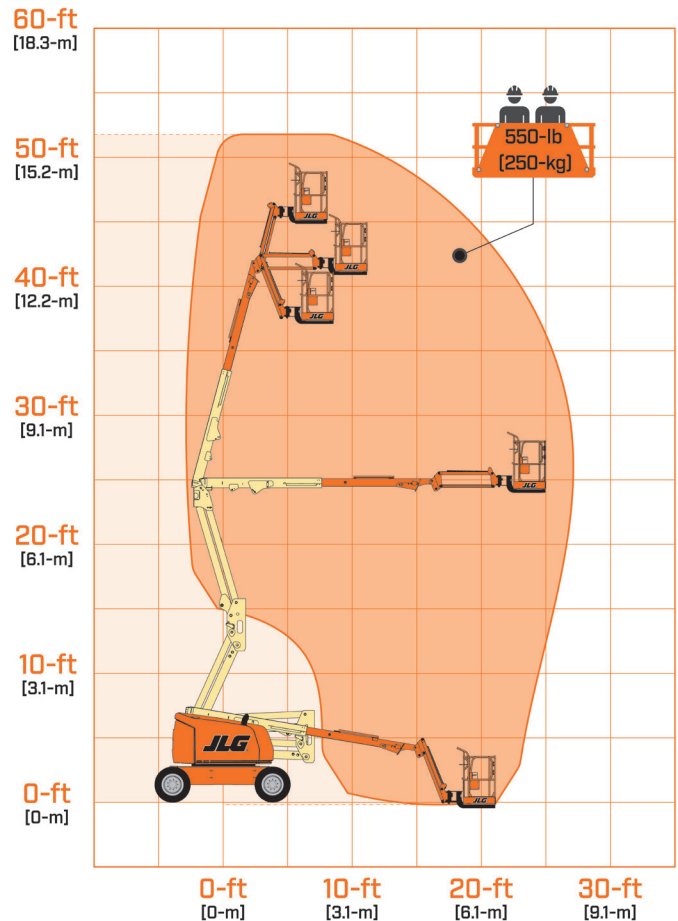 60-ft
[18.3-m]
550-lb
(250-kg)
50-ft
[15.2-m]
JLG
JLG
40-ft
[12.2-m]
JLG
30-ft
[9.1-m]
JLG
20-ft
[6.1-m]
10-ft
[3.1-m]
JLG
JLG
0-ft
[0-m]
0-ft
[0-m]
10-ft
[3.1-m]
20-ft
[6.1-m]
30-ft
[9.1-m]